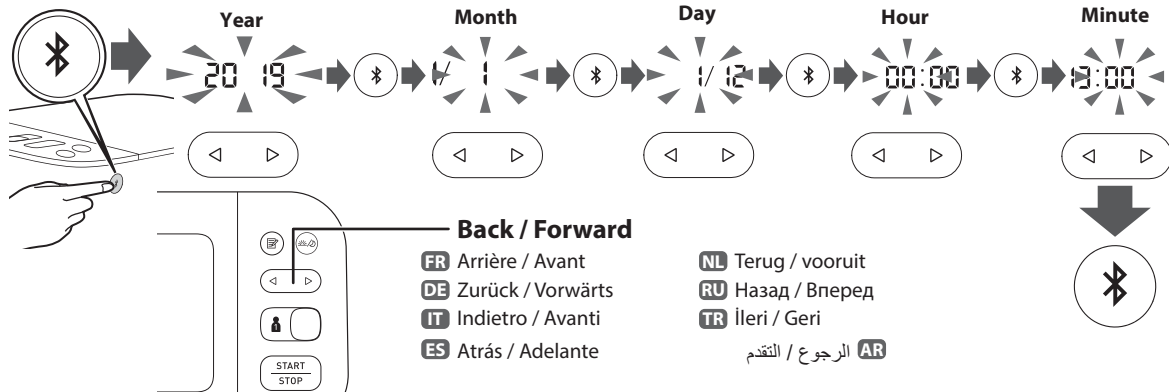 Year
Month
Day
Hour
Minute
20 19
1/ 1
1/ 12
00:00
13:00
Back / Forward
FR Arrière / Avant
DE Zurück / Vorwärts
IT Indietro / Avanti
ES Atrás / Adelante
NL Terug / vooruit
RU Назад / Вперед
TR İleri / Geri
AR الرجوع / التقدم
START
STOP